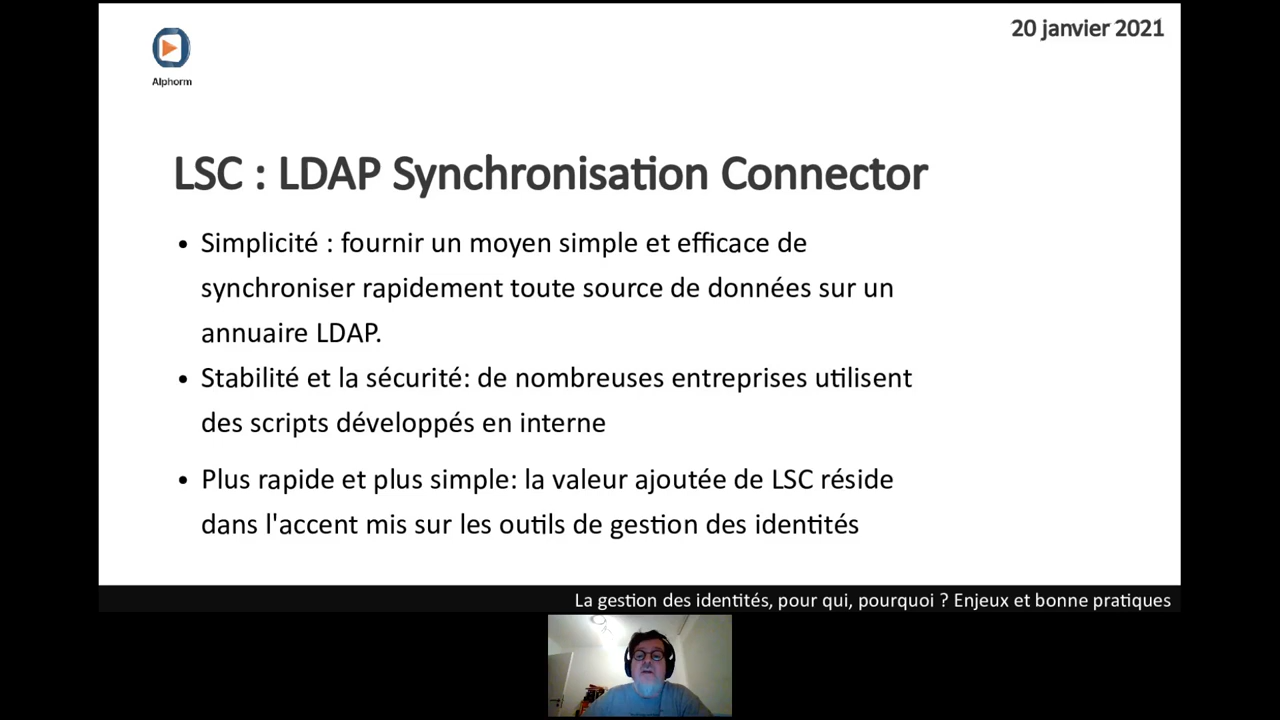 20 janvier 2021
Alphorm
LSC : LDAP Synchronisation Connector
• Simplicité : fournir un moyen simple et efficace de
synchroniser rapidement toute source de données sur un
annuaire LDAP.
• Stabilité et la sécurité: de nombreuses entreprises utilisent
des scripts développés en interne
• Plus rapide et plus simple: la valeur ajoutée de LSC réside
dans l'accent mis sur les outils de gestion des identités
La gestion des identités, pour qui, pourquoi ? Enjeux et bonne pratiques